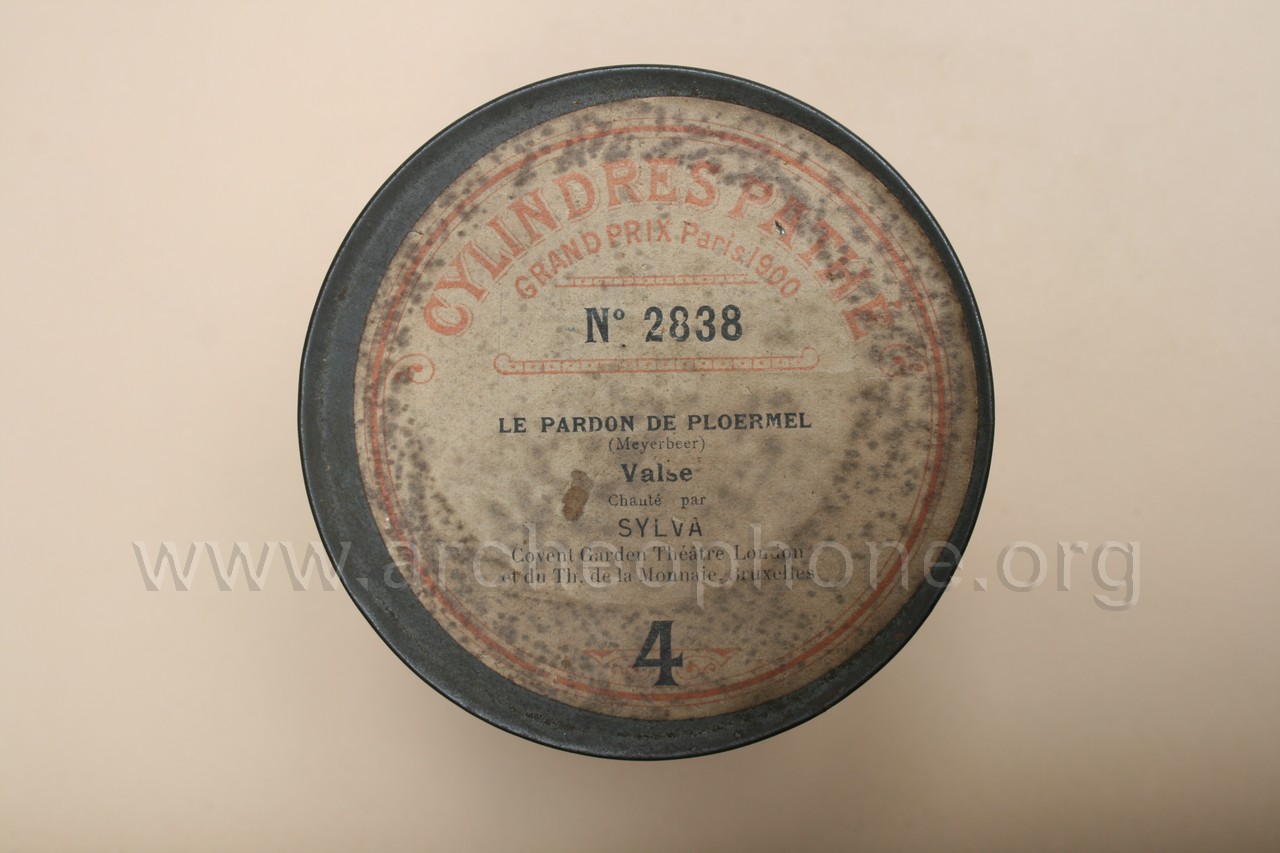 CYLINDRES PATHÉ
GRAND PRIX Paris.1900
Nº 2838
LE PARDON DE PLOERMEL
(Meyerbeer)
Valse
Chanté par
SYLVA
Covent Garden Théâtre London
et du Th. de la Monnaie, Bruxelles
4
www.archeophone.org